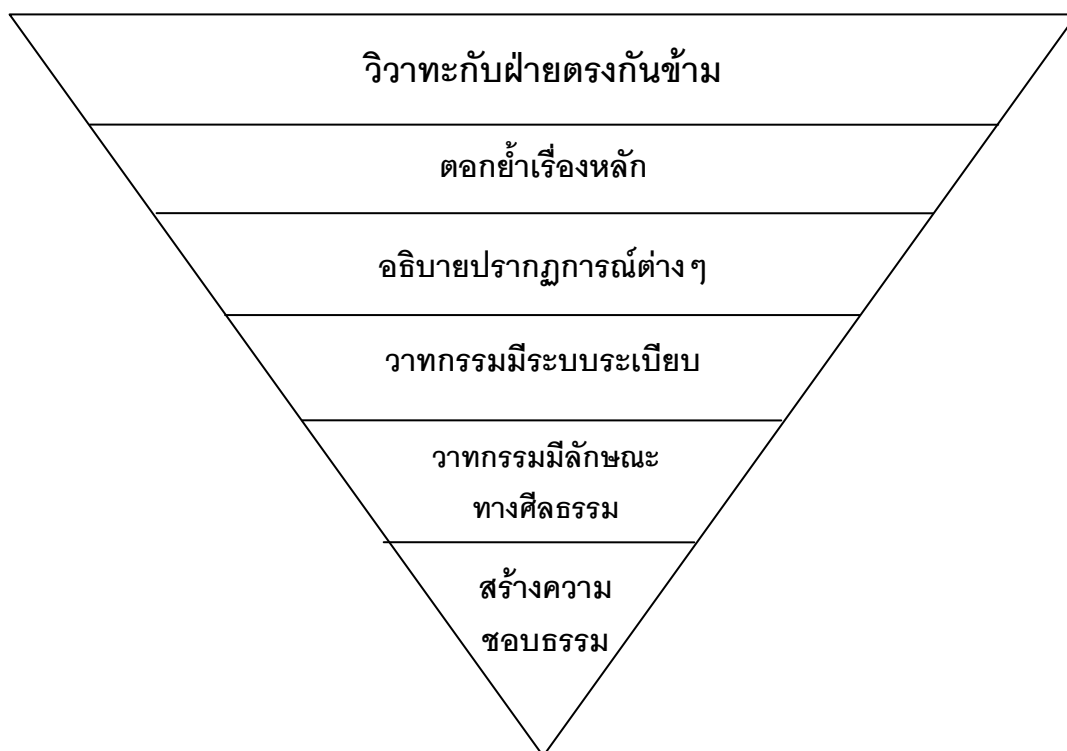 วิวาทะกับฝ่ายตรงกันข้าม
ตอกย้ำเรื่องหลัก
อธิบายปรากฏการณ์ต่าง ๆ
วาทกรรมมีระบบระเบียบ
วาทกรรมมีลักษณะ
ทางศีลธรรม
สร้างความ
ชอบธรรม